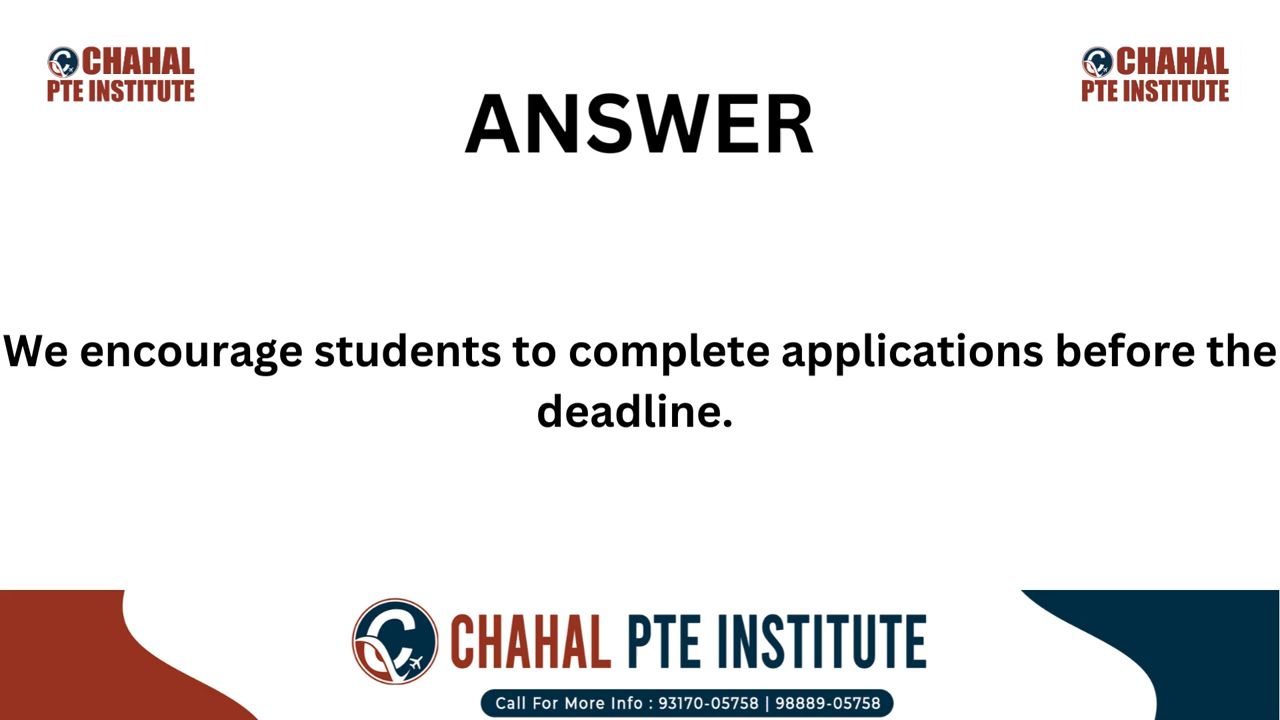 CHAHAL
PTE INSTITUTE
CHAHAL
PTE INSTITUTE
ANSWER
We encourage students to complete applications before the
deadline.
CHAHAL PTE INSTITUTE
Call For More Info : 93170-05758 | 98889-05758